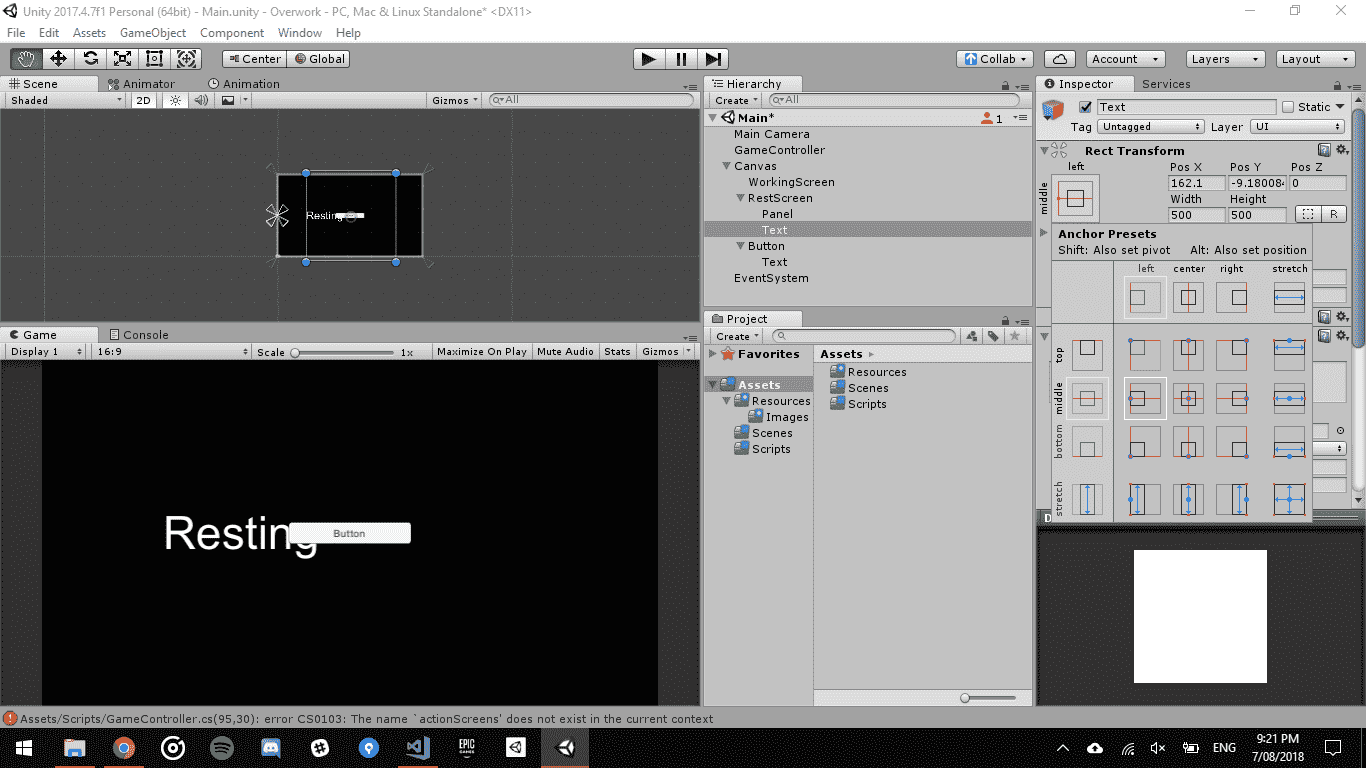 Unity 2017.4.7f1 Personal (64bit) - Main.unity - Overwork - PC, Mac & Linux Standalone* <DX11>
File Edit Assets GameObject Component Window Help
Center Global
Collab Account Layers Layout
Scene Animator Animation
Shaded 2D Gizmos All
Resting
Hierarchy
Create All
Main* 1
Main Camera
GameController
Canvas
WorkingScreen
RestScreen
Panel
Text
Button
Text
EventSystem
Inspector Services
Text Static
Tag Untagged Layer UI
Rect Transform
left Pos X Pos Y Pos Z
middle 162.1 -9.18008 0
Width Height
500 500 R
Anchor Presets
Shift: Also set pivot Alt: Also set position
left center right stretch
top
middle
bottom
stretch
Game Console
Display 1 16:9 Scale 1x Maximize On Play Mute Audio Stats Gizmos
Resting
Button
Project
Create
Favorites
Assets
Resources
Images
Scenes
Scripts
Assets
Resources
Scenes
Scripts
D
Assets/Scripts/GameController.cs(95,30): error CS0103: The name `actionScreens' does not exist in the current context
EPIC GAMES
ENG
9:21 PM
7/08/2018